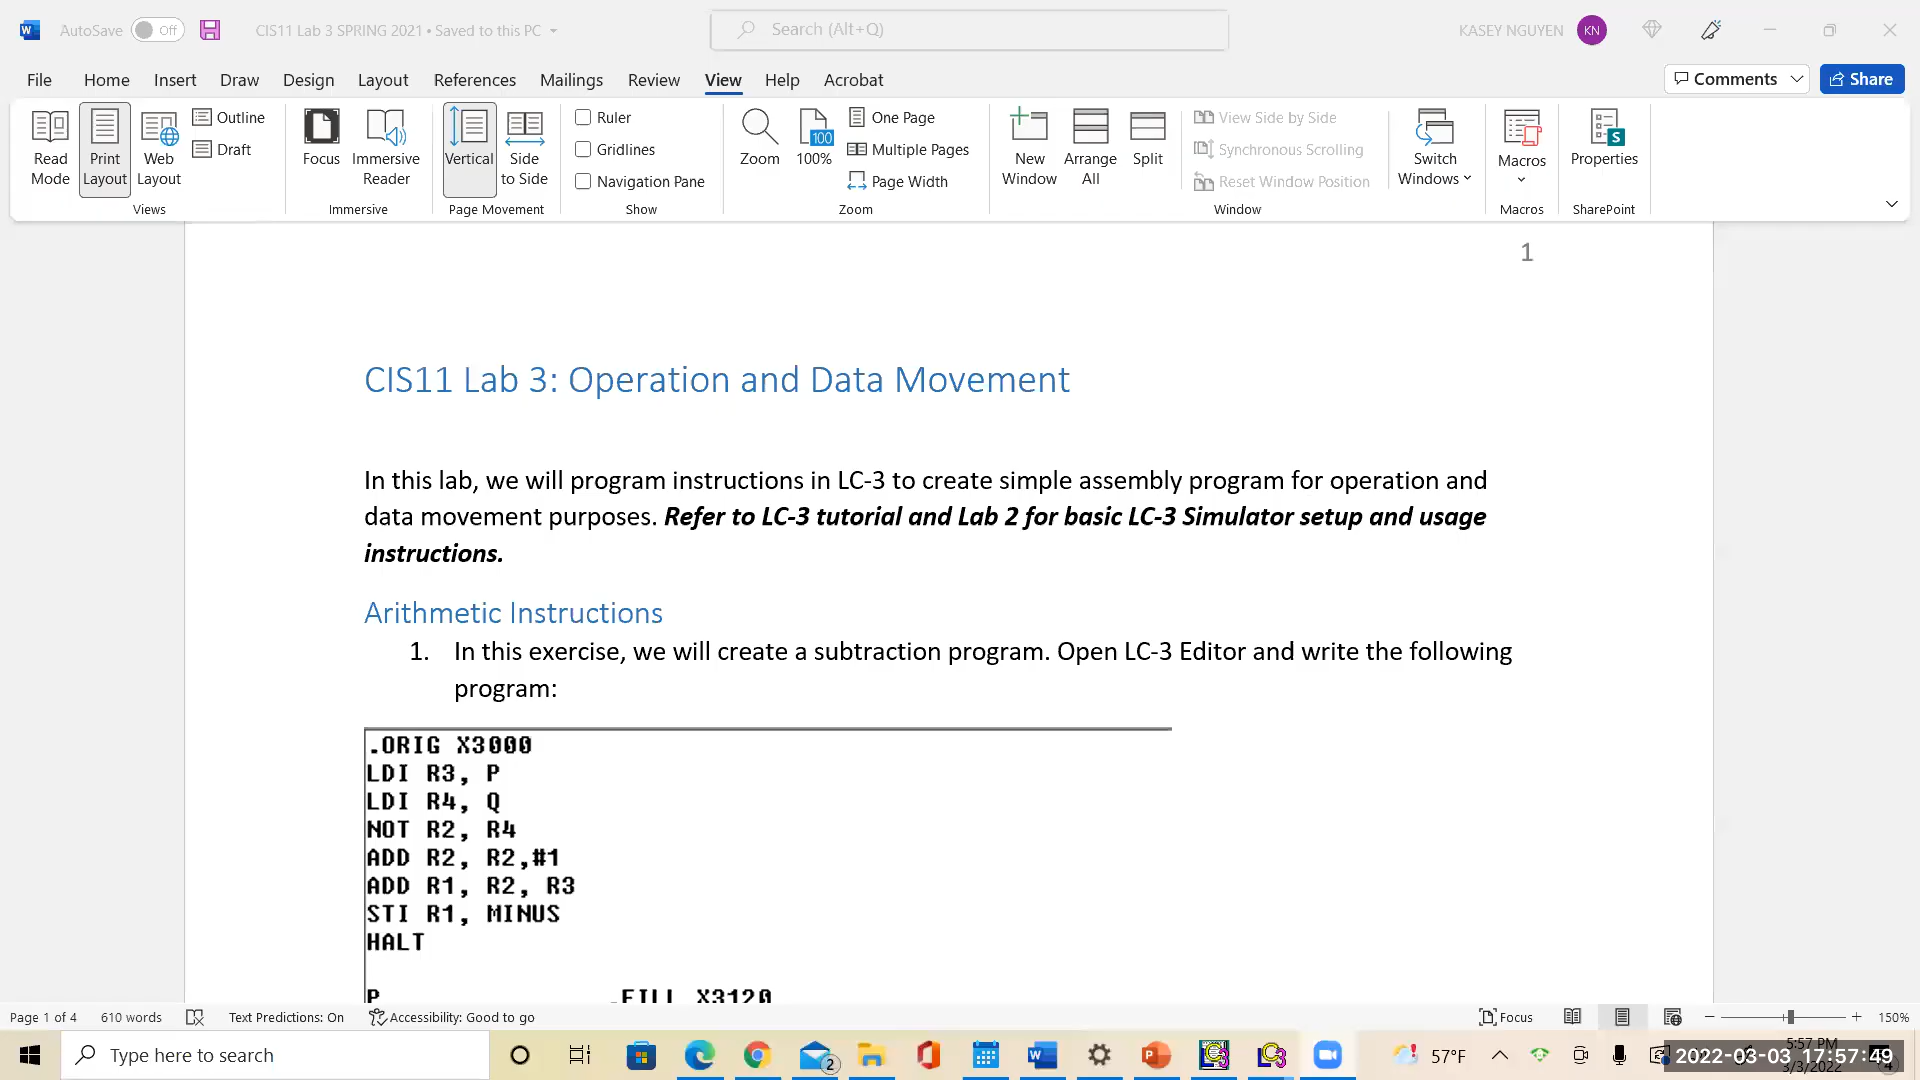 AutoSave Off CIS11 Lab 3 SPRING 2021 • Saved to this PC Search (Alt+Q) KASEY NGUYEN KN
File Home Insert Draw Design Layout References Mailings Review View Help Acrobat Comments Share
Read Mode
Print Layout
Web Layout
Outline
Draft
Views
Focus
Immersive Reader
Immersive
Vertical
Side to Side
Page Movement
Ruler
Gridlines
Navigation Pane
Show
Zoom
100
100%
One Page
Multiple Pages
Page Width
Zoom
New Window
Arrange All
Split
View Side by Side
Synchronous Scrolling
Reset Window Position
Switch Windows
Window
Macros
Macros
Properties
SharePoint
1
CIS11 Lab 3: Operation and Data Movement
In this lab, we will program instructions in LC-3 to create simple assembly program for operation and
data movement purposes. Refer to LC-3 tutorial and Lab 2 for basic LC-3 Simulator setup and usage
instructions.
Arithmetic Instructions
1. In this exercise, we will create a subtraction program. Open LC-3 Editor and write the following
program:
.ORIG X3000
LDI R3, P
LDI R4, Q
NOT R2, R4
ADD R2, R2,#1
ADD R1, R2, R3
STI R1, MINUS
HALT
P .FILL X3120
Page 1 of 4 610 words Text Predictions: On Accessibility: Good to go Focus 150%
Type here to search 2 57°F 5:57 PM
2022-03-03 17:57:49